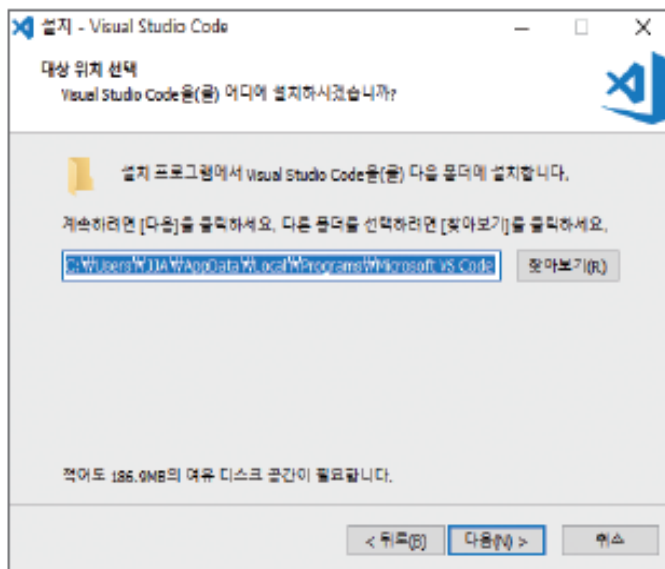 설치 - Visual Studio Code
대상 위치 선택
Visual Studio Code을(를) 어디에 설치하시겠습니까?
설치 프로그램에서 Visual Studio Code을(를) 다음 폴더에 설치합니다.
계속하려면 [다음]을 클릭하세요. 다른 폴더를 선택하려면 [찾아보기]를 클릭하세요.
C:₩Users₩JJA₩AppData₩Local₩Programs₩Microsoft VS Code 찾아보기(R)
적어도 186.9MB의 여유 디스크 공간이 필요합니다.
< 뒤로(B) 다음(N) > 취소